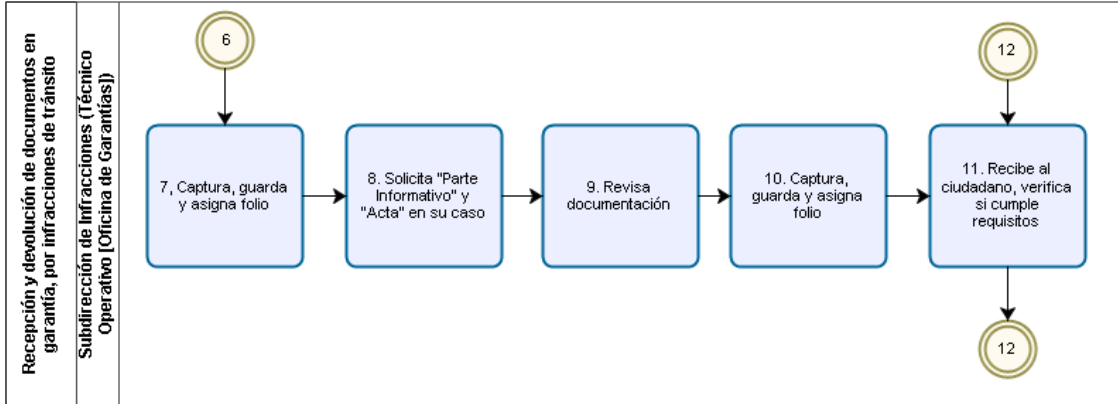 Recepción y devolución de documentos en
garantía, por infracciones de tránsito
Subdirección de Infracciones (Técnico
Operativo [Oficina de Garantías])
6
12
7, Captura, guarda
y asigna folio
8. Solicita "Parte
Informativo" y
"Acta" en su caso
9. Revisa
documentación
10. Captura,
guarda y asigna
folio
11. Recibe al
ciudadano, verifica
si cumple
requisitos
12